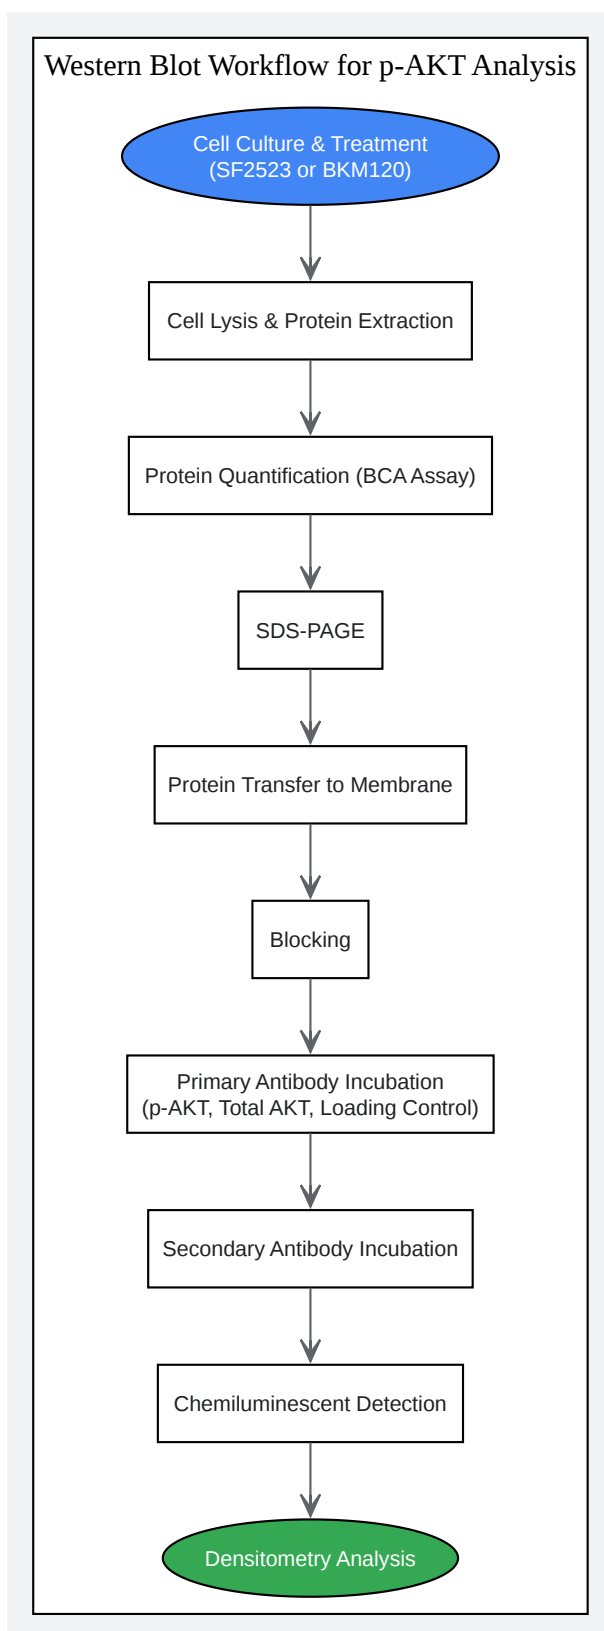 Western Blot Workflow for p-AKT Analysis
Cell Culture & Treatment
(SF2523 or BKM120)
Cell Lysis & Protein Extraction
Protein Quantification (BCA Assay)
SDS-PAGE
Protein Transfer to Membrane
Blocking
Primary Antibody Incubation
(p-AKT, Total AKT, Loading Control)
Secondary Antibody Incubation
Chemiluminescent Detection
Densitometry Analysis